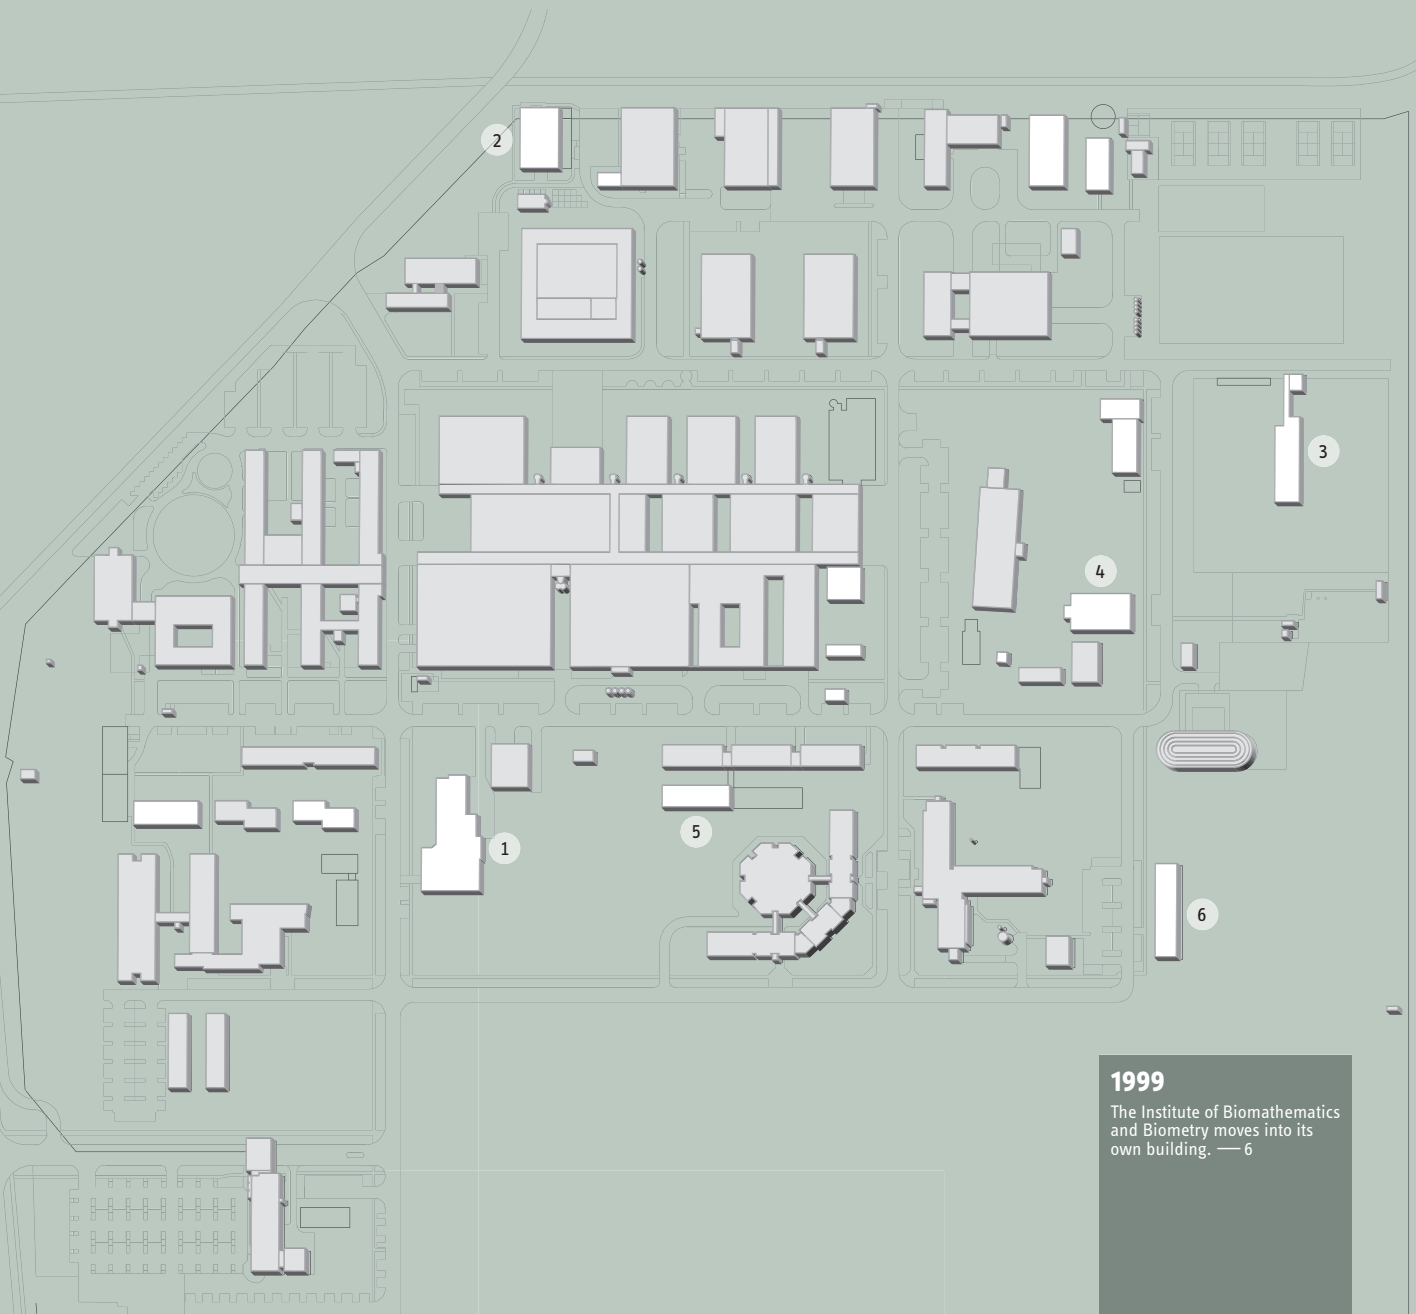 2
3
4
5
1
6
1999
The Institute of Biomathematics
and Biometry moves into its
own building. — 6